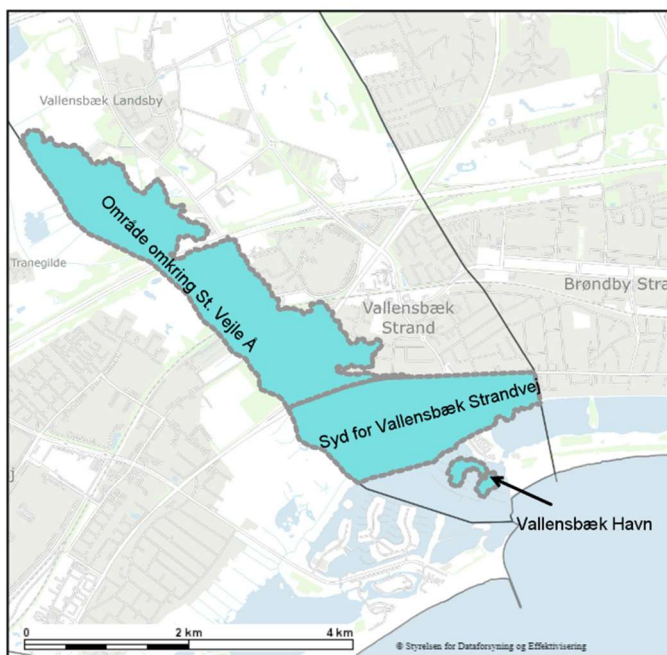 Vallensbæk Landsby
Område omkring St. Vejle Å
Tranegilde
Brøndby Stra
Vallensbæk
Strand
Syd for Vallensbæk Strandvej
Vallensbæk Havn
0
2 km
4 km
© Styrelsen for Dataforsyning og Effektivisering